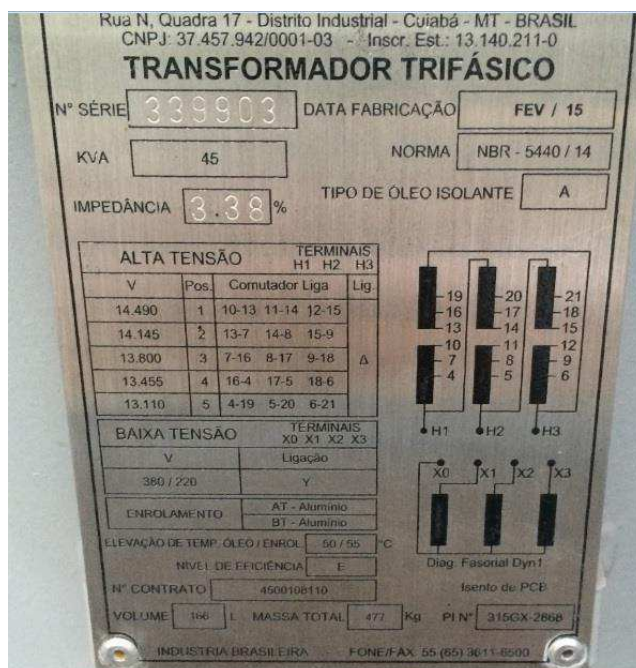 Rua N, Quadra 17 - Distrito Industrial - Cuiabá - MT - BRASIL
CNPJ: 37.457.942/0001-03 - Inscr. Est.: 13.140.211-0
TRANSFORMADOR TRIFÁSICO
Nº SÉRIE 339903 DATA FABRICAÇÃO FEV / 15
KVA 45 NORMA NBR - 5440 / 14
IMPEDÂNCIA 3.38 % TIPO DE ÓLEO ISOLANTE A
ALTA TENSÃO TERMINAIS
H1 H2 H3
V Pos. Comutador Liga Lig.
14.490 1 10-13 11-14 12-15
14.145 2 13-7 14-8 15-9
13.800 3 7-16 8-17 9-18 Δ
13.455 4 16-4 17-5 18-6
13.110 5 4-19 5-20 6-21
19 20 21
16 17 18
13 14 15
10 11 12
7 8 9
4 5 6
H1 H2 H3
BAIXA TENSÃO TERMINAIS
X0 X1 X2 X3
V Ligação
380 / 220 Y
X0 X1 X2 X3
ENROLAMENTO AT - Alumínio
BT - Alumínio
ELEVAÇÃO DE TEMP. ÓLEO / ENROL. 50 / 55 °C
Diag. Fasorial Dyn1
NIVEL DE EFICIÊNCIA E
Isento de PCB
N° CONTRATO 4500108110
VOLUME 166 L MASSA TOTAL 477 Kg PI N° 315GX-2868
INDUSTRIA BRASILEIRA - FONE/FAX 55 (65) 3611-6500